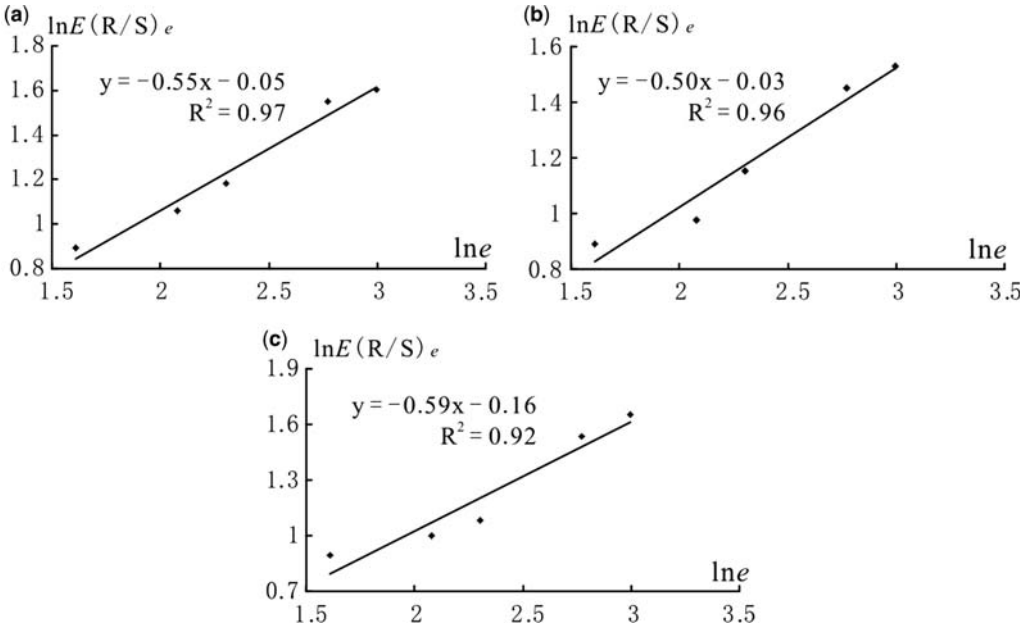 (a)
lnE(R/S)e
1.8
y=-0.55x-0.05
1.6
R2=0.97
1.4
1.2
1
lne
0.8
1.5 2 2.5 3 3.5
(b)
lnE(R/S)e
1.6
y=-0.50x-0.03
1.4
R2=0.96
1.2
1
lne
0.8
1.5 2 2.5 3 3.5
(c)
lnE(R/S)e
1.9
y=-0.59x-0.16
1.6
R2=0.92
1.3
1
lne
0.7
1.5 2 2.5 3 3.5